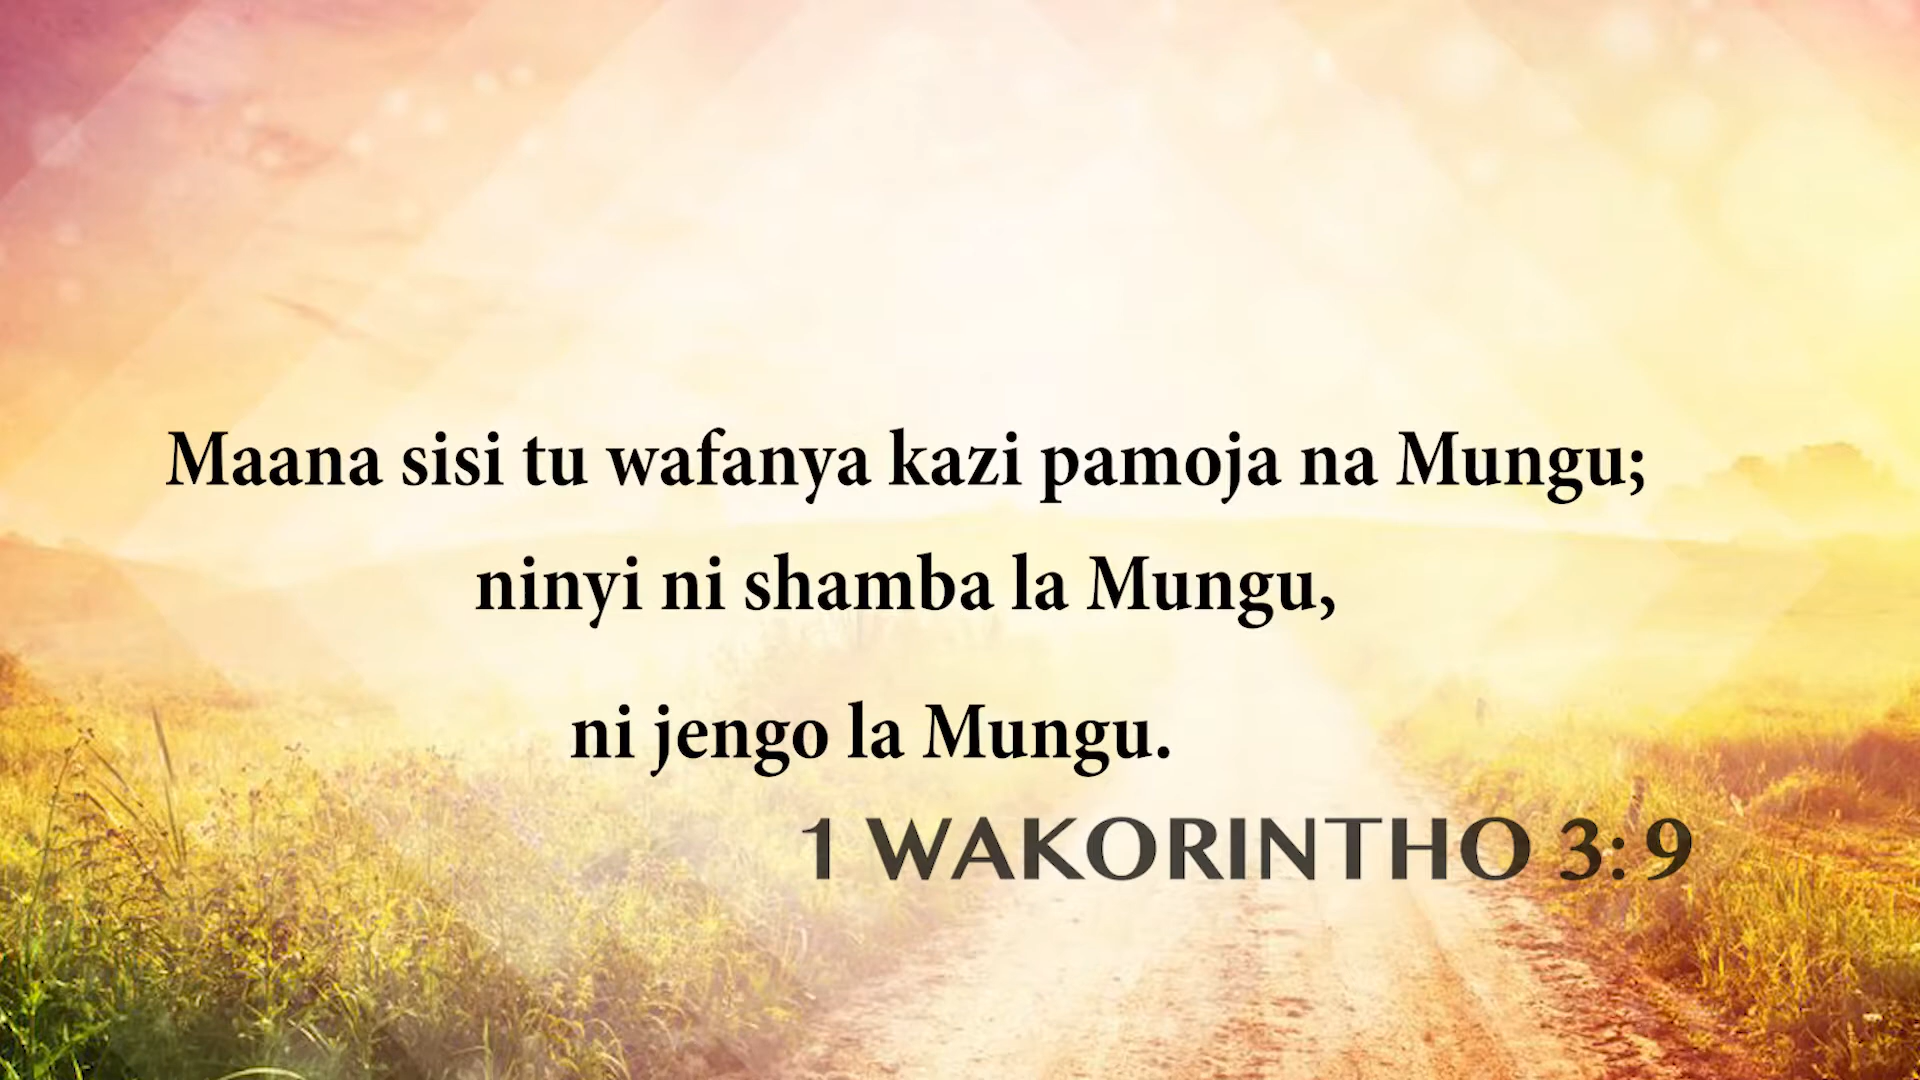 Maana sisi tu wafanya kazi pamoja na Mungu;
ninyi ni shamba la Mungu,
ni jengo la Mungu.
1 WAKORINTHO 3: 9